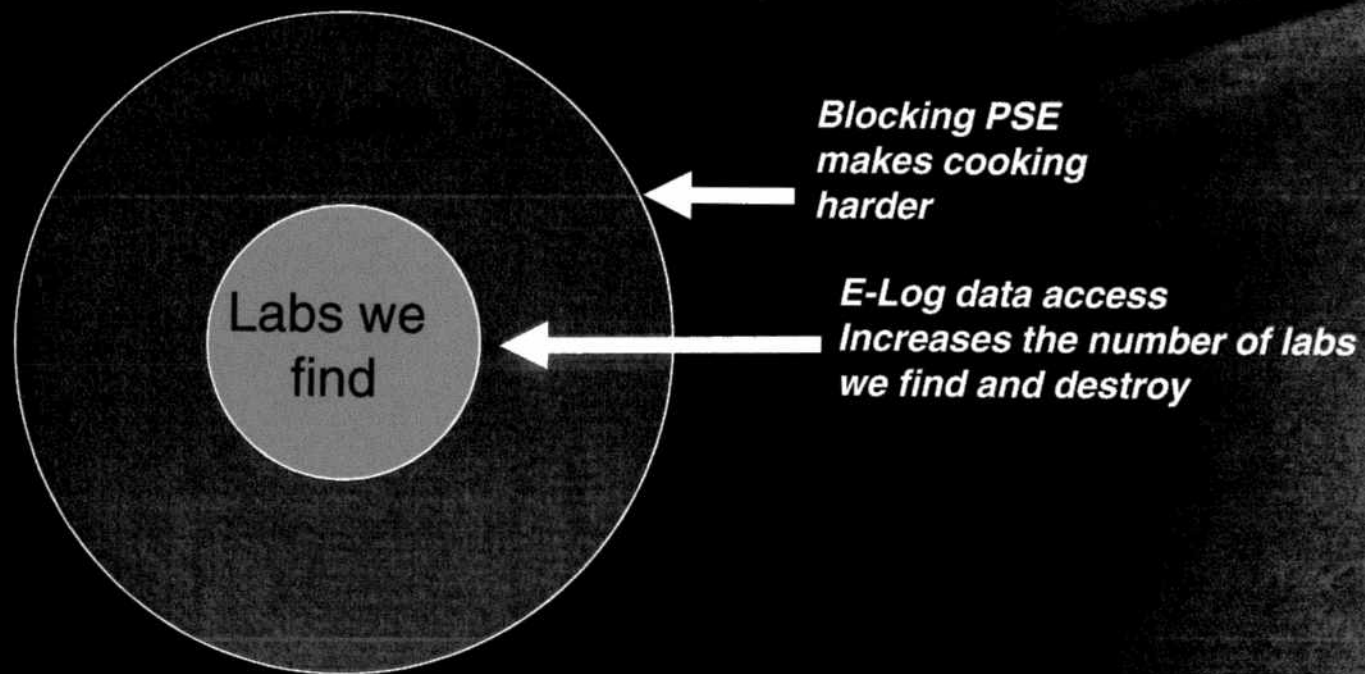 Blocking PSE
makes cooking
harder
Labs we
find
E-Log data access
Increases the number of labs
we find and destroy